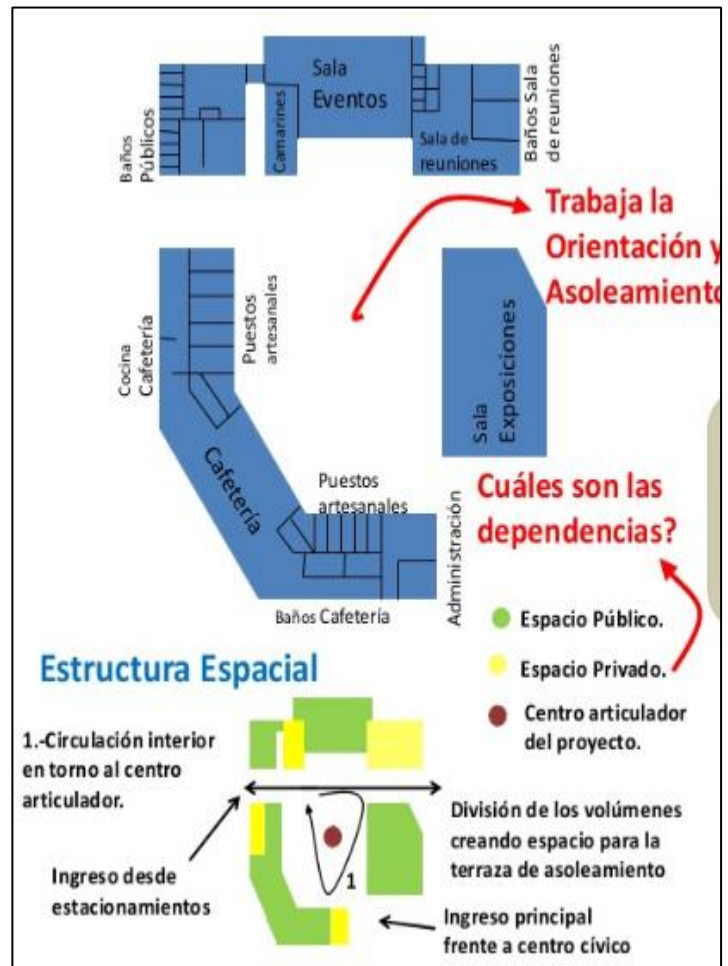 Sala
Eventos
Camarines
Baños
Públicos
Sala de
reuniones
Baños Sala
de reuniones
Trabaja la
Orientación y
Asoleamiento
Puestos
artesanales
Cocina
Cafetería
Sala
Exposiciones
Cafetería
Puestos
artesanales
Cuáles son las
dependencias?
Administración
Baños Cafetería
Espacio Público.
Espacio Privado.
Centro articulador
del proyecto.
Estructura Espacial
1.-Circulación interior
en torno al centro
articulador.
División de los volúmenes
creando espacio para la
terraza de asoleamiento
Ingreso desde
estacionamientos
1
Ingreso principal
frente a centro cívico